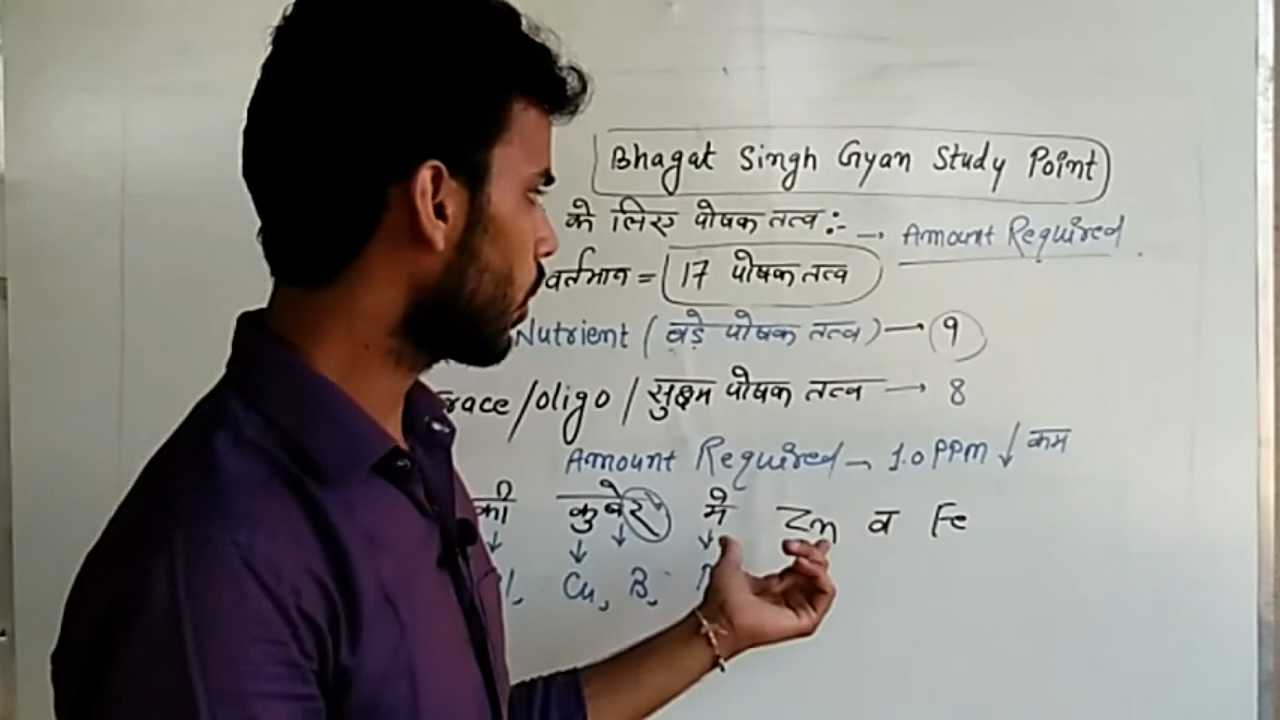 Bhagat Singh Gyan Study Point
के लिए पोषक तत्व :- → Amount Required
वर्तमान = 17 पोषक तत्व
Nutrient ( बड़े पोषक तत्व ) → 9
race/oligo / सुक्ष्म पोषक तत्व → 8
Amount Required → 1.0 PPM ↓ कम
की कुबेर में Zn व Fe
↓ ↓ ↓ ↓
Cu, B,